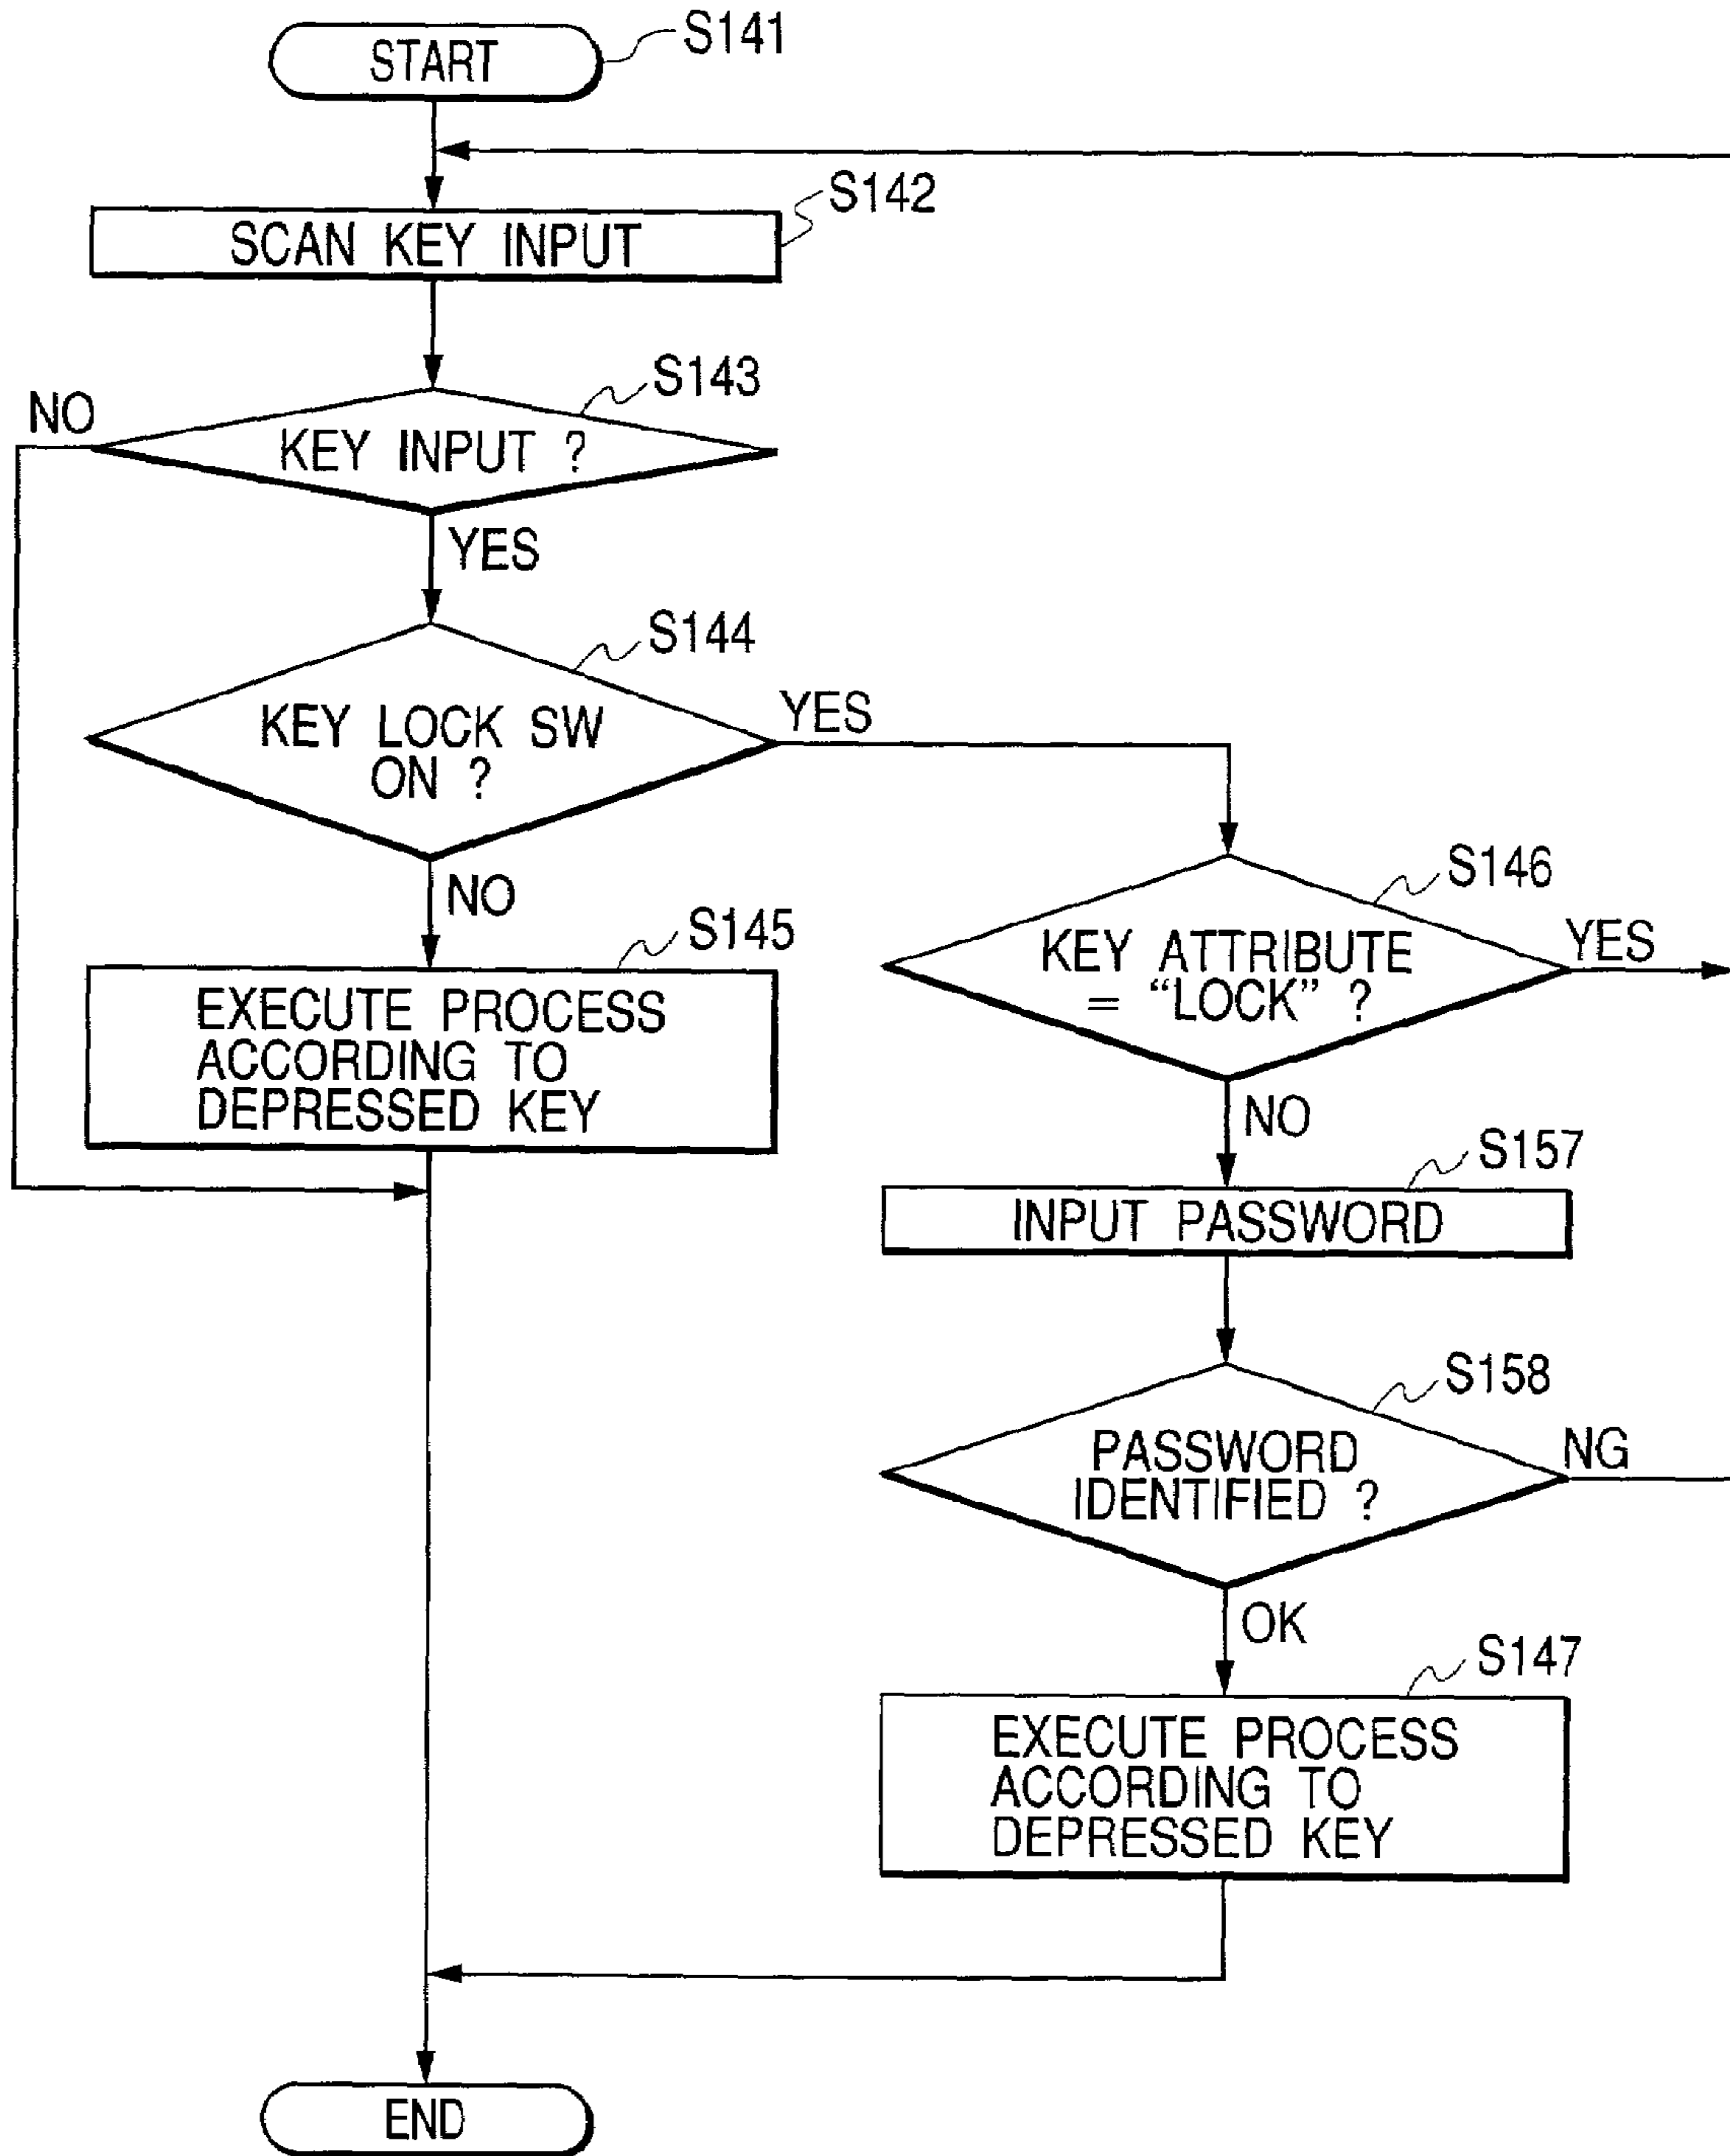 START
S141
S142
SCAN KEY INPUT
S143
NO
KEY INPUT ?
YES
S144
KEY LOCK SW
ON ?
YES
NO
S145
EXECUTE PROCESS
ACCORDING TO
DEPRESSED KEY
S146
KEY ATTRIBUTE
= “LOCK” ?
YES
NO
S157
INPUT PASSWORD
S158
PASSWORD
IDENTIFIED ?
NG
OK
S147
EXECUTE PROCESS
ACCORDING TO
DEPRESSED KEY
END